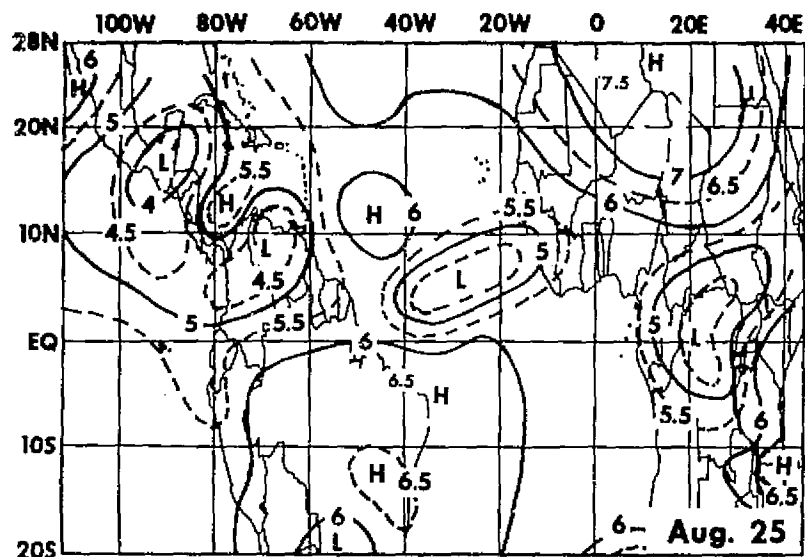 100W 80W 60W 40W 20W 0 20E 40E
28N
6 H H
7.5
20N
5
L 5.5
7 6.5
4 H H 6 5.5 6
10N
4.5 L 5
4.5 L
5 5.5 5 L
EQ 6
6.5 H 5.5 6
10S
H 6.5 H
6.5
6 6 Aug. 25
20S L